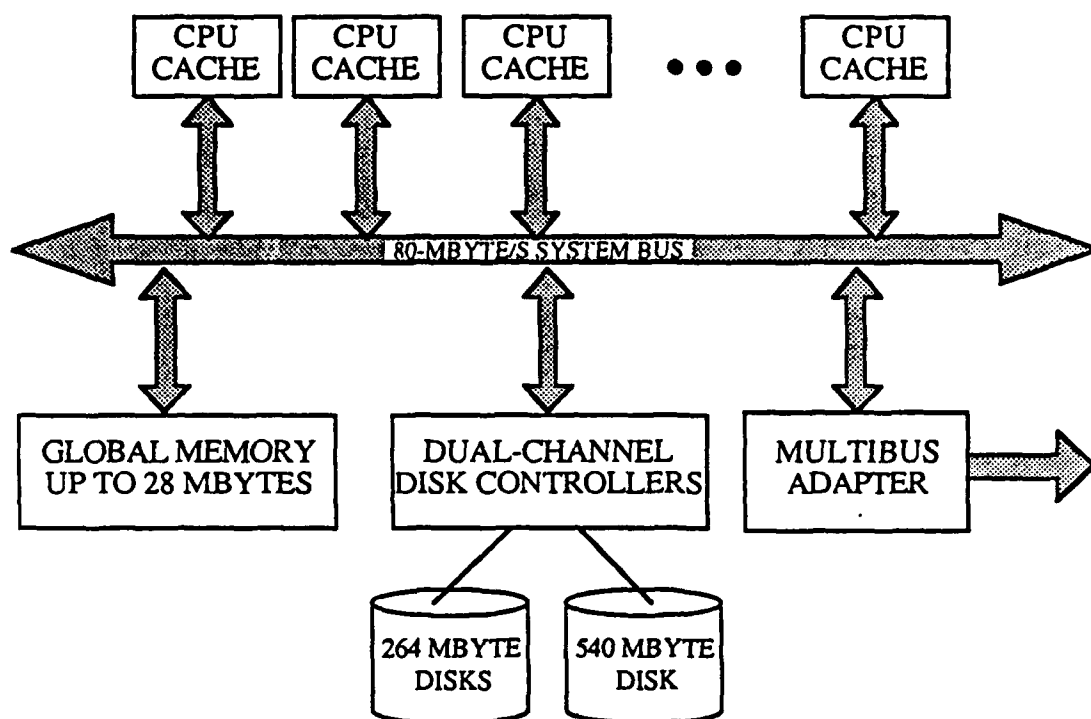 CPU
CACHE
CPU
CACHE
CPU
CACHE
CPU
CACHE
80-MBYTE/S SYSTEM BUS
GLOBAL MEMORY
UP TO 28 MBYTES
DUAL-CHANNEL
DISK CONTROLLERS
MULTIBUS
ADAPTER
264 MBYTE
DISKS
540 MBYTE
DISK